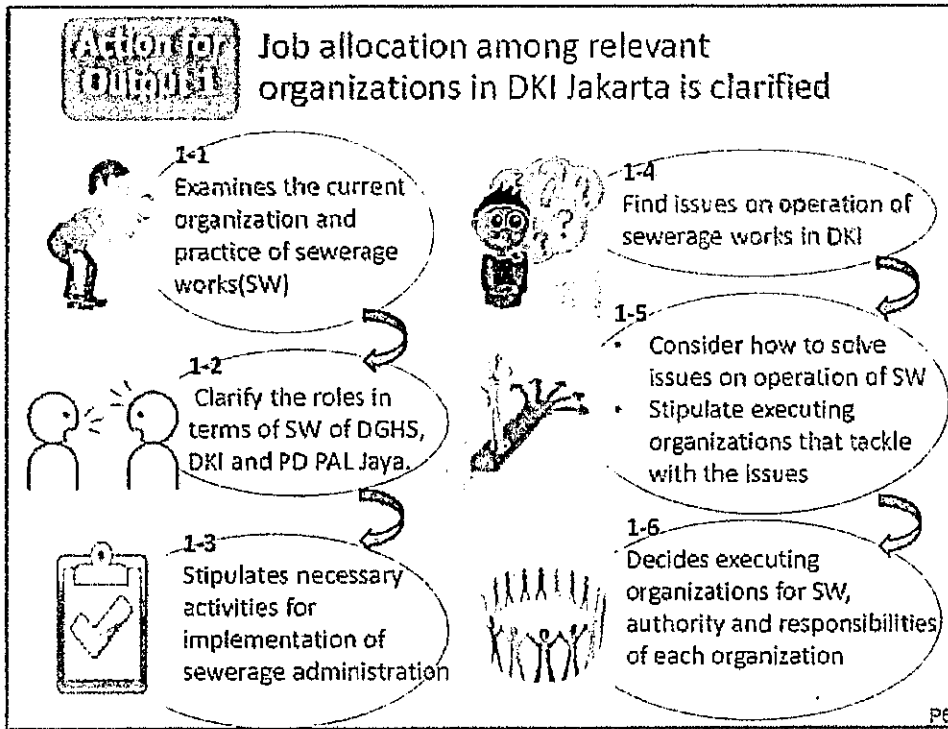 Action for
Output 1
Job allocation among relevant
organizations in DKI Jakarta is clarified
1-1
Examines the current
organization and
practice of sewerage
works(SW)
1-2
Clarify the roles in
terms of SW of DGHS,
DKI and PD PAL Jaya.
1-3
Stipulates necessary
activities for
implementation of
sewerage administration
1-4
Find issues on operation of
sewerage works in DKI
1-5
• Consider how to solve
issues on operation of SW
• Stipulate executing
organizations that tackle
with the issues
1-6
Decides executing
organizations for SW,
authority and responsibilities
of each organization
P6